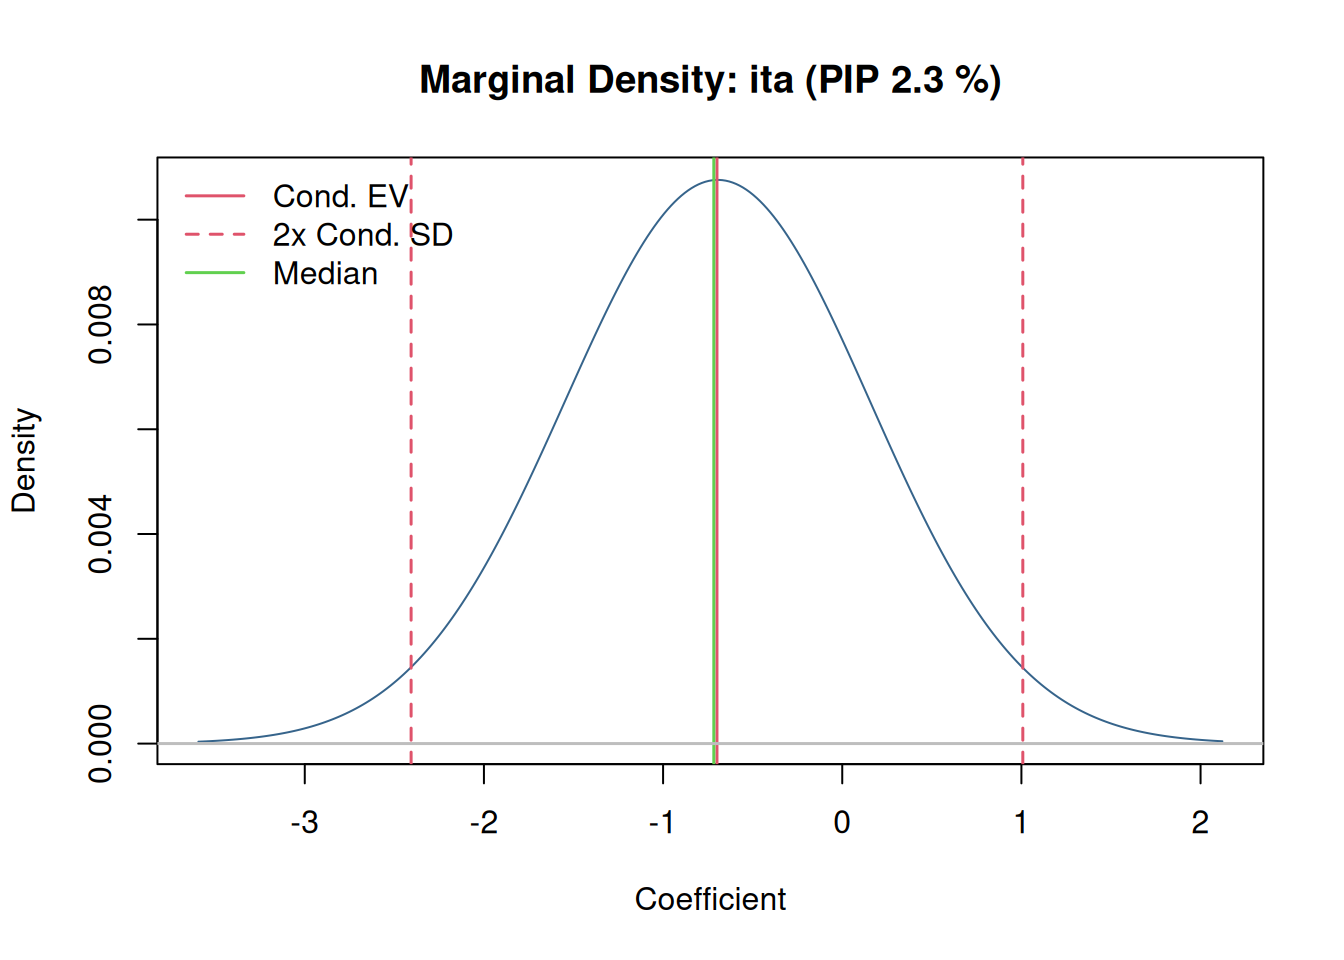 Marginal Density: ita (PIP 2.3 %)
Cond. EV
2x Cond. SD
Median
0.008
0.004
0.000
Density
-3 -2 -1 0 1 2
Coefficient